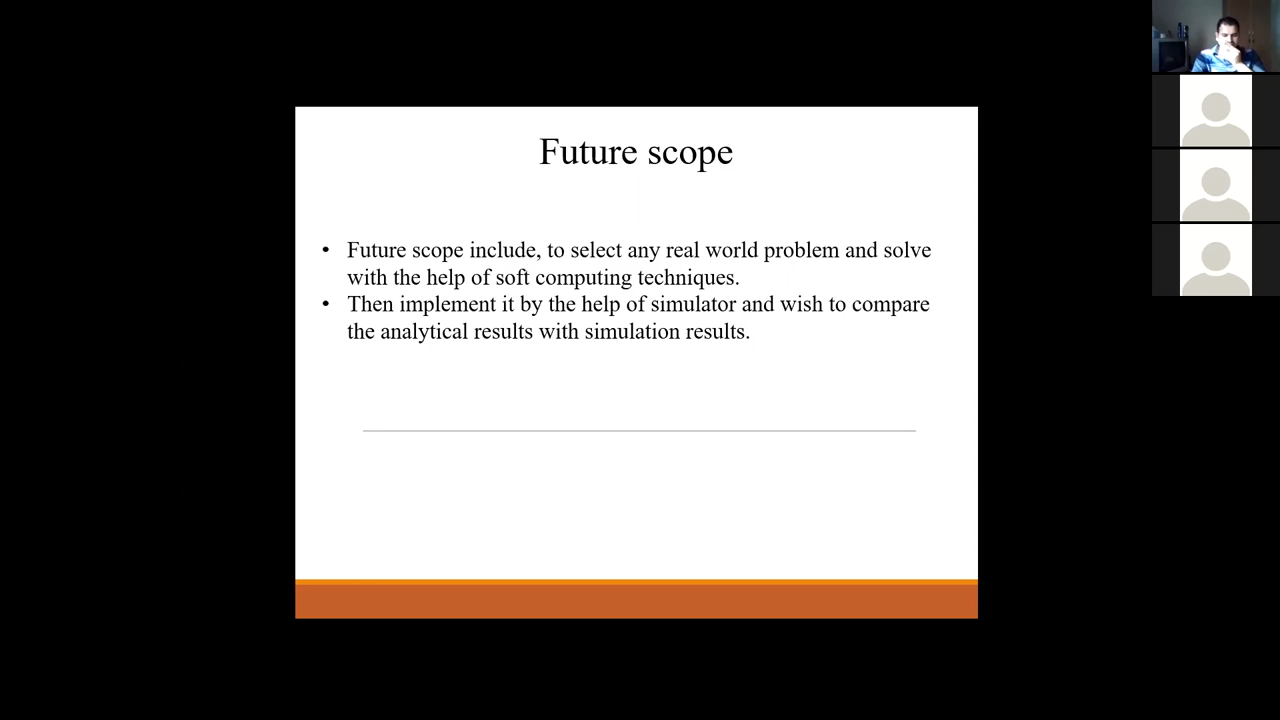 Future scope
• Future scope include, to select any real world problem and solve
with the help of soft computing techniques.
• Then implement it by the help of simulator and wish to compare
the analytical results with simulation results.